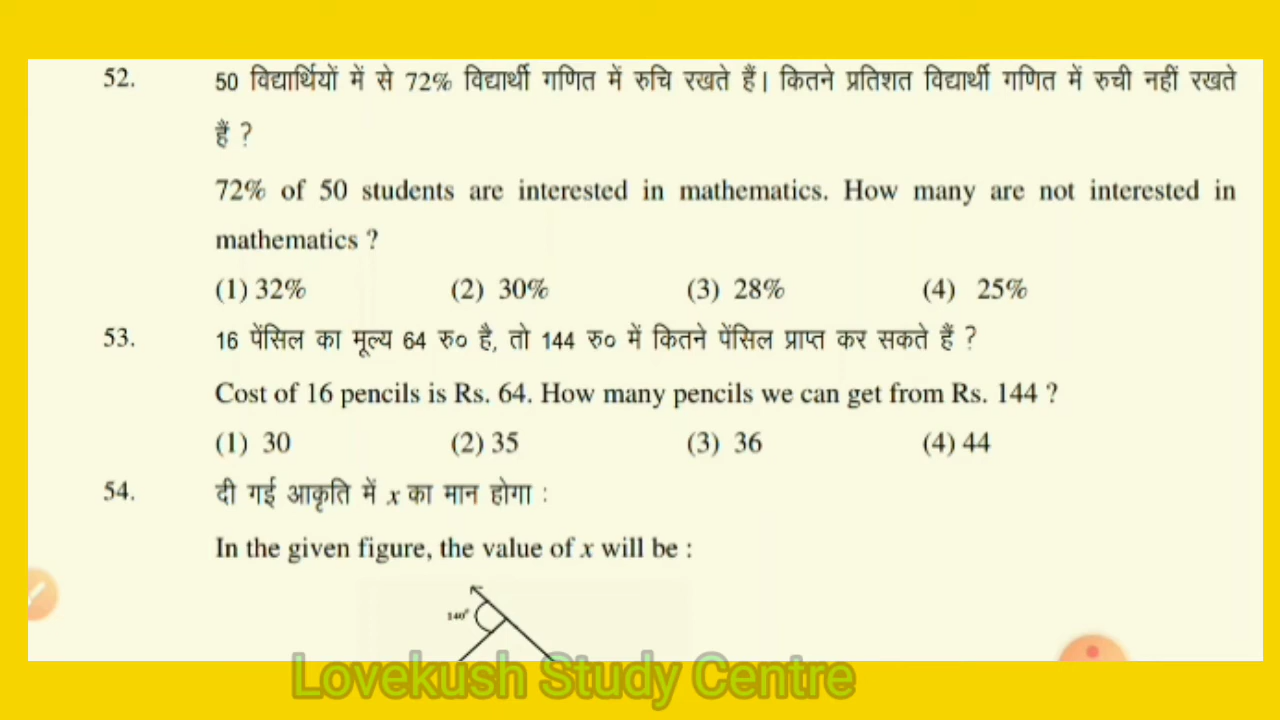 52. 50 विद्यार्थियों में से 72% विद्यार्थी गणित में रुचि रखते हैं। कितने प्रतिशत विद्यार्थी गणित में रुची नहीं रखते
हैं ?
72% of 50 students are interested in mathematics. How many are not interested in
mathematics ?
(1) 32% (2) 30% (3) 28% (4) 25%
53. 16 पेंसिल का मूल्य 64 रु० है, तो 144 रु० में कितने पेंसिल प्राप्त कर सकते हैं ?
Cost of 16 pencils is Rs. 64. How many pencils we can get from Rs. 144 ?
(1) 30 (2) 35 (3) 36 (4) 44
54. दी गई आकृति में x का मान होगा :
In the given figure, the value of x will be :
140°
Lovekush Study Centre